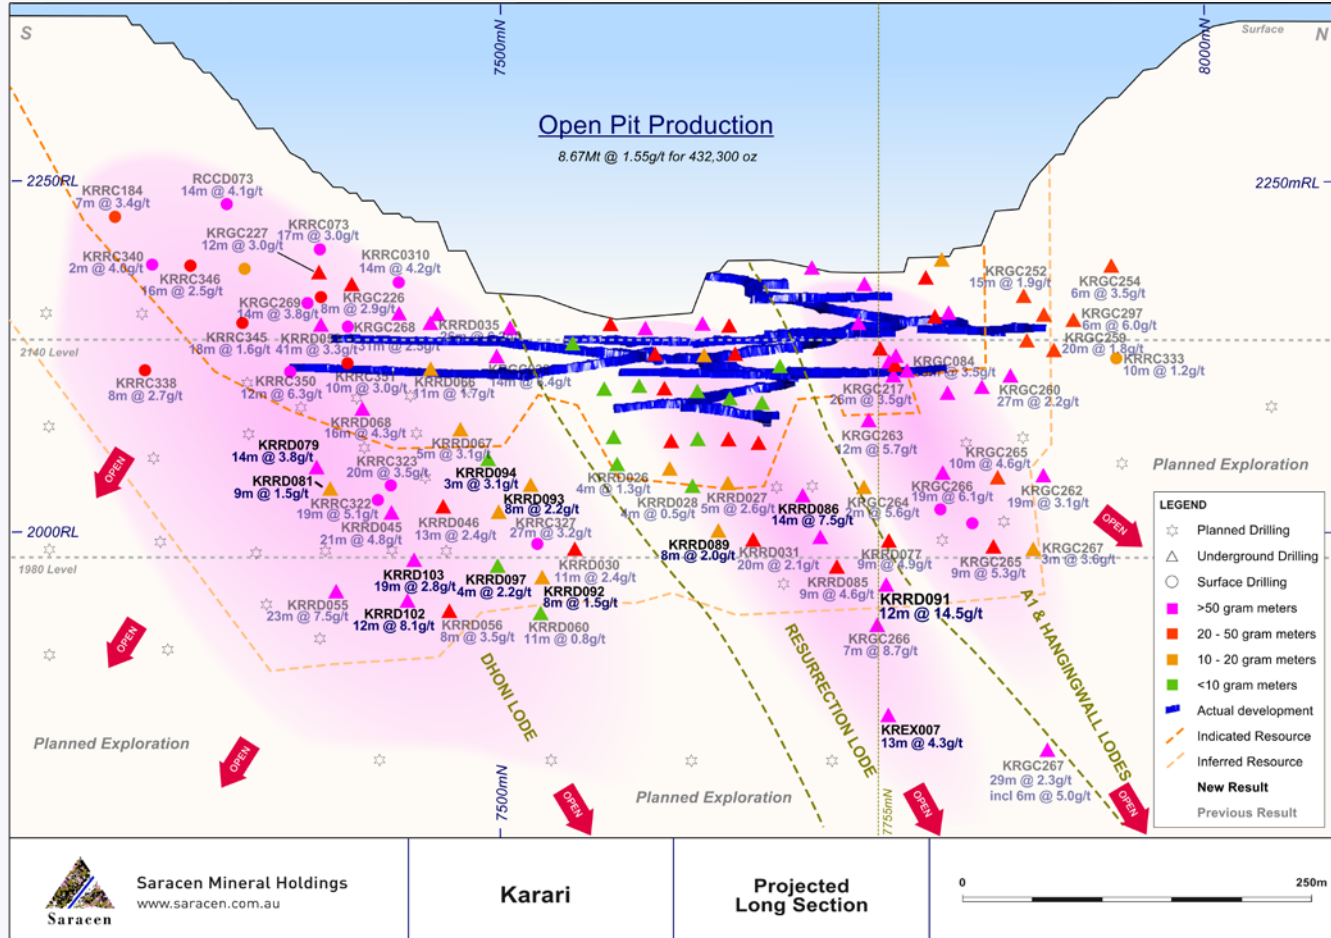 S
7500mN
8000mN
Surface
N
Open Pit Production
8.67Mt @ 1.55g/t for 432,300 oz
2250RL
2250mRL
KRRC184
7m @ 3.4g/t
RCCD073
14m @ 4.1g/t
KRGC227
12m @ 3.0g/t
KRRC073
17m @ 3.0g/t
KRRC340
2m @ 4.0g/t
KRRC346
16m @ 2.5g/t
KRRC0310
14m @ 4.2g/t
KRGC269
14m @ 3.8g/t
KRGC226
8m @ 2.9g/t
KRGC252
15m @ 1.9g/t
KRGC254
6m @ 3.5g/t
KRGC297
6m @ 6.0g/t
KRGC259
20m @ 1.8g/t
KRRC333
10m @ 1.2g/t
2140 Level
KRRC345
18m @ 1.6g/t
41m @ 3.3g/t
KRGC268
31m @ 2.5g/t
KRRD035
KRRC338
8m @ 2.7g/t
KRRC350
12m @ 6.3g/t
KRRC351
10m @ 3.0g/t
KRRD066
11m @ 1.7g/t
14m @ 6.4g/t
KRGC084
KRGC217
26m @ 3.5g/t
KRGC260
27m @ 2.2g/t
KRRD068
16m @ 4.3g/t
KRRD067
5m @ 3.1g/t
KRGC263
12m @ 5.7g/t
KRRD079
14m @ 3.8g/t
KRRC323
20m @ 3.5g/t
KRRD094
3m @ 3.1g/t
KRRD026
4m @ 1.3g/t
KRGC265
10m @ 4.6g/t
Planned Exploration
OPEN
KRRD081
9m @ 1.5g/t
KRRC322
19m @ 5.1g/t
KRRD093
8m @ 2.2g/t
KRRD028
4m @ 0.5g/t
KRRD027
5m @ 2.6g/t
KRRD086
14m @ 7.5g/t
KRGC264
2m @ 5.6g/t
KRGC266
19m @ 6.1g/t
KRGC262
19m @ 3.1g/t
OPEN
KRRD045
21m @ 4.8g/t
KRRD046
13m @ 2.4g/t
KRRC327
27m @ 3.2g/t
2000RL
1980 Level
KRRD103
19m @ 2.8g/t
KRRD097
4m @ 2.2g/t
KRRD030
11m @ 2.4g/t
KRRD089
8m @ 2.0g/t
KRRD031
20m @ 2.1g/t
KRRD077
9m @ 4.9g/t
KRGC265
9m @ 5.3g/t
KRGC267
3m @ 3.6g/t
KRRD055
23m @ 7.5g/t
KRRD102
12m @ 8.1g/t
KRRD056
8m @ 3.5g/t
KRRD092
8m @ 1.5g/t
KRRD060
11m @ 0.8g/t
KRRD085
9m @ 4.6g/t
KRRD091
12m @ 14.5g/t
KRGC266
7m @ 8.7g/t
OPEN
DHONI LODE
RESURRECTION LODE
A1 & HANGINGWALL LODES
KREX007
13m @ 4.3g/t
KRGC267
29m @ 2.3g/t
incl 6m @ 5.0g/t
Planned Exploration
OPEN
7500mN
OPEN
Planned Exploration
7755mN
OPEN
OPEN
LEGEND
Planned Drilling
Underground Drilling
Surface Drilling
>50 gram meters
20 - 50 gram meters
10 - 20 gram meters
<10 gram meters
Actual development
Indicated Resource
Inferred Resource
New Result
Previous Result
Saracen
Saracen Mineral Holdings
www.saracen.com.au
Karari
Projected
Long Section
0
250m